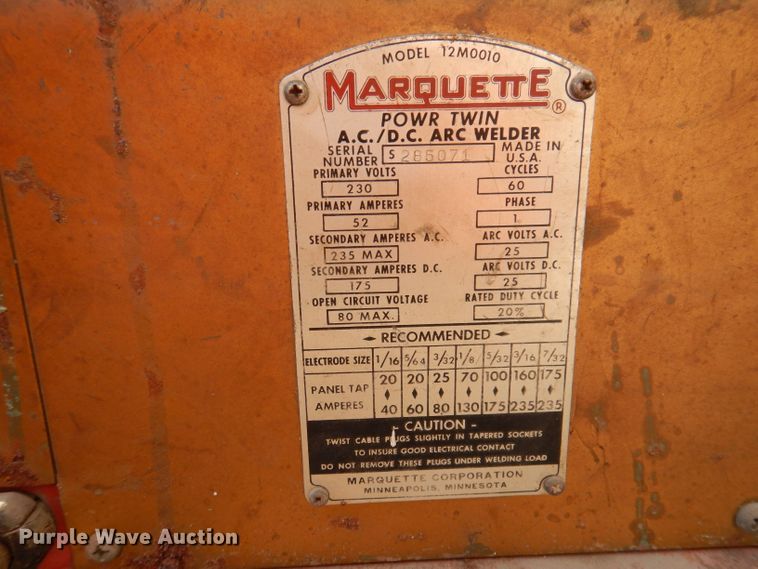 MODEL 12M0010
MARQUETTE ®
POWR TWIN
A.C./D.C. ARC WELDER
SERIAL NUMBER S 285071 MADE IN U.S.A.
PRIMARY VOLTS CYCLES
230 60
PRIMARY AMPERES PHASE
52 1
SECONDARY AMPERES A.C. ARC VOLTS A.C.
235 MAX 25
SECONDARY AMPERES D.C. ARC VOLTS D.C.
175 25
OPEN CIRCUIT VOLTAGE RATED DUTY CYCLE
80 MAX. 20%
RECOMMENDED
ELECTRODE SIZE 1/16 5/64 3/32 1/8 5/32 3/16 7/32
20 20 25 70 100 160 175
PANEL TAP
AMPERES 40 60 80 130 175 235 235
- CAUTION -
TWIST CABLE PLUGS SLIGHTLY IN TAPERED SOCKETS
TO INSURE GOOD ELECTRICAL CONTACT
DO NOT REMOVE THESE PLUGS UNDER WELDING LOAD
MARQUETTE CORPORATION
MINNEAPOLIS, MINNESOTA
Purple Wave Auction